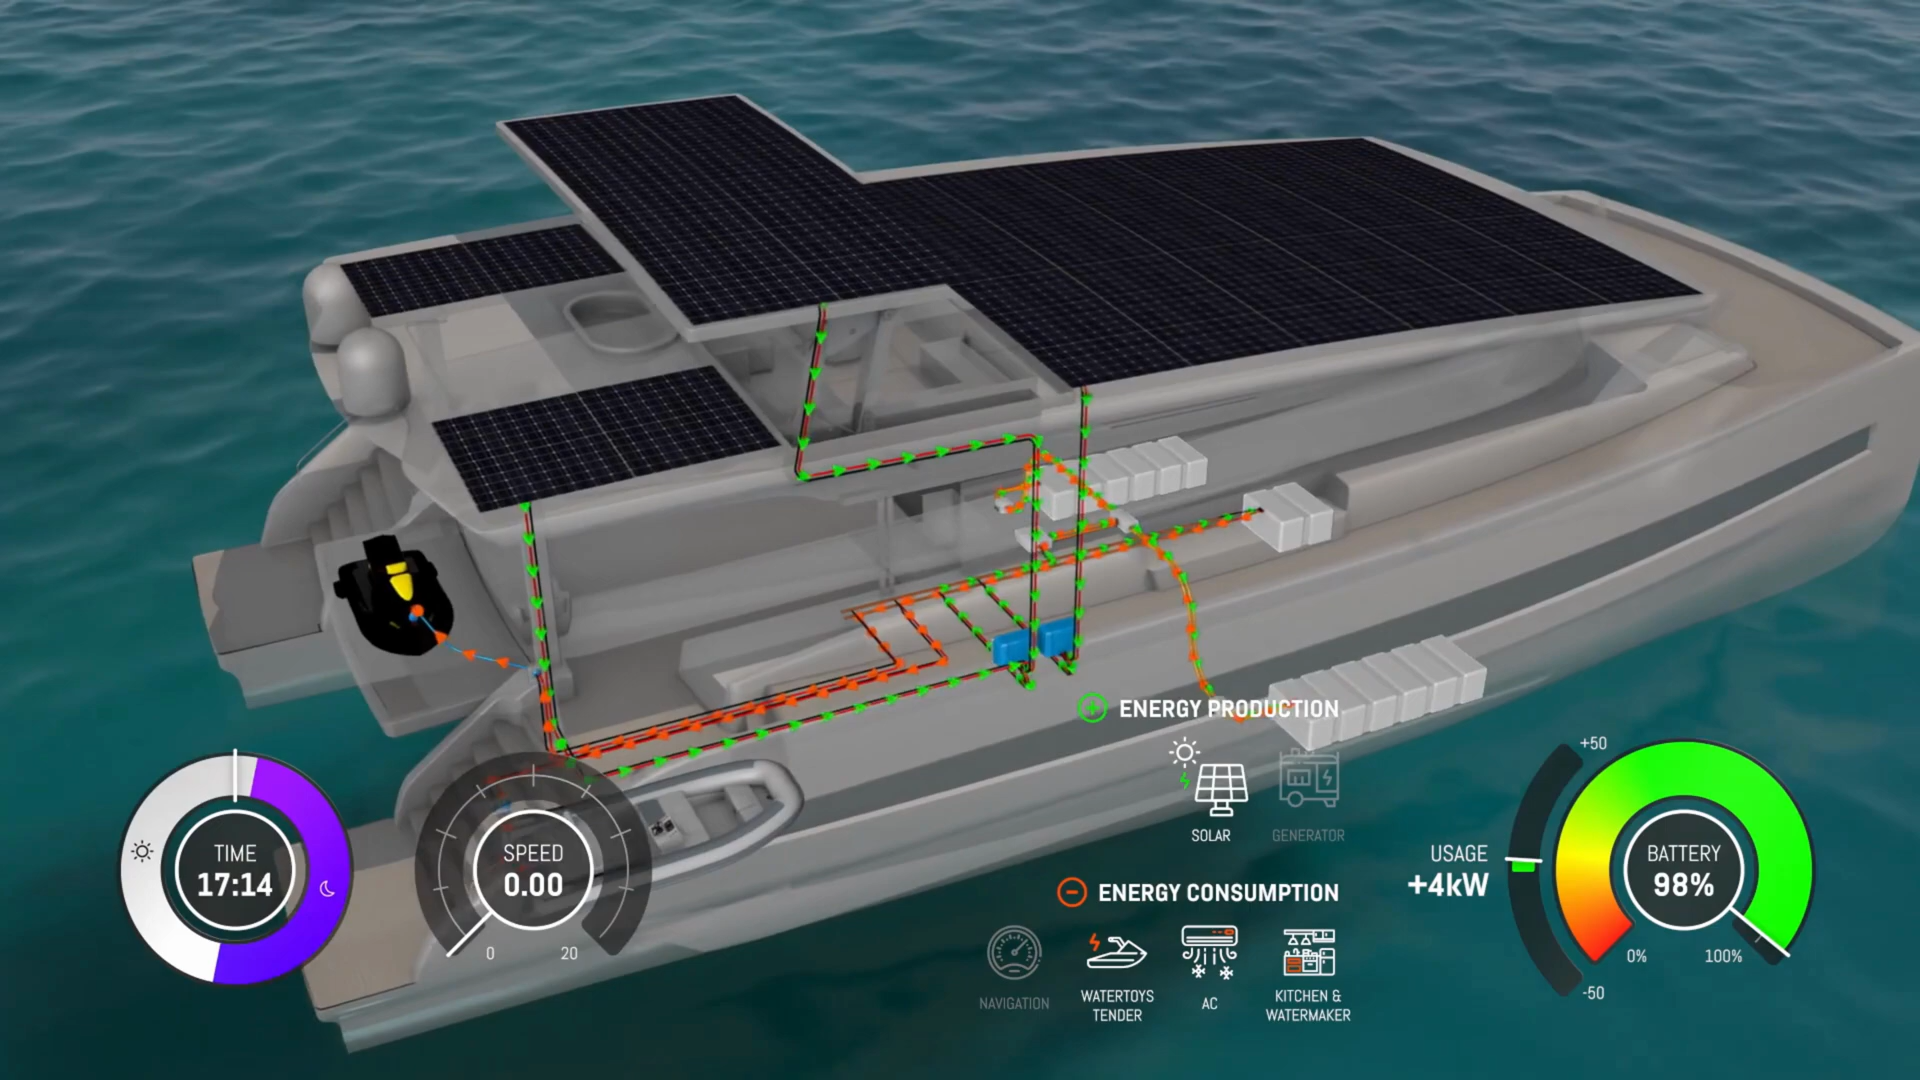 ENERGY PRODUCTION
SOLAR
GENERATOR
ENERGY CONSUMPTION
NAVIGATION
WATERTOYS
TENDER
AC
KITCHEN &
WATERMAKER
TIME
17:14
SPEED
0.00
0
20
USAGE
+4kW
+50
-50
BATTERY
98%
0%
100%